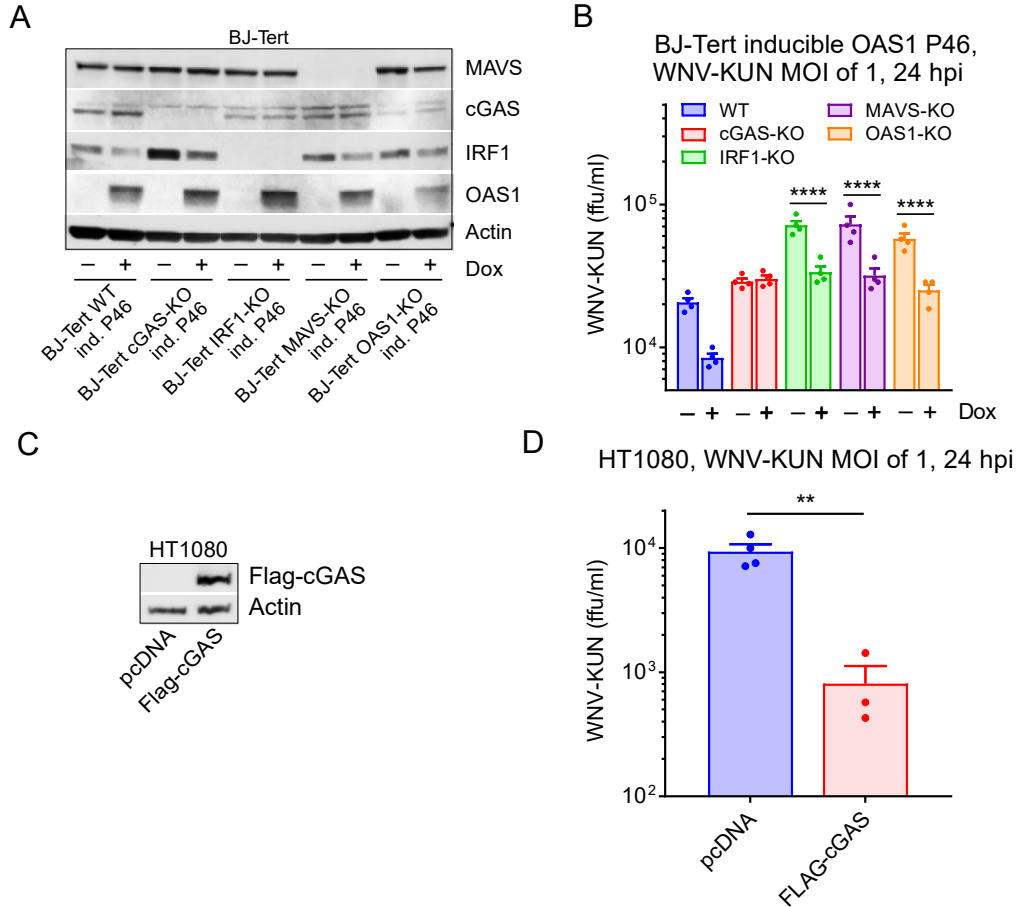 A
BJ-Tert
MAVS
cGAS
IRF1
OAS1
Actin
– + – + – + – + – + Dox
BJ-Tert WT
ind. P46
BJ-Tert cGAS-KO
ind. P46
BJ-Tert IRF1-KO
ind. P46
BJ-Tert MAVS-KO
ind. P46
BJ-Tert OAS1-KO
ind. P46
B
BJ-Tert inducible OAS1 P46,
WNV-KUN MOI of 1, 24 hpi
WT
cGAS-KO
IRF1-KO
MAVS-KO
OAS1-KO
**** **** ****
WNV-KUN (ffu/ml)
10⁵
10⁴
– + – + – + – + – + Dox
C
HT1080
Flag-cGAS
Actin
pcDNA
Flag-cGAS
D
HT1080, WNV-KUN MOI of 1, 24 hpi
**
WNV-KUN (ffu/ml)
10⁴
10³
10²
pcDNA
FLAG-cGAS